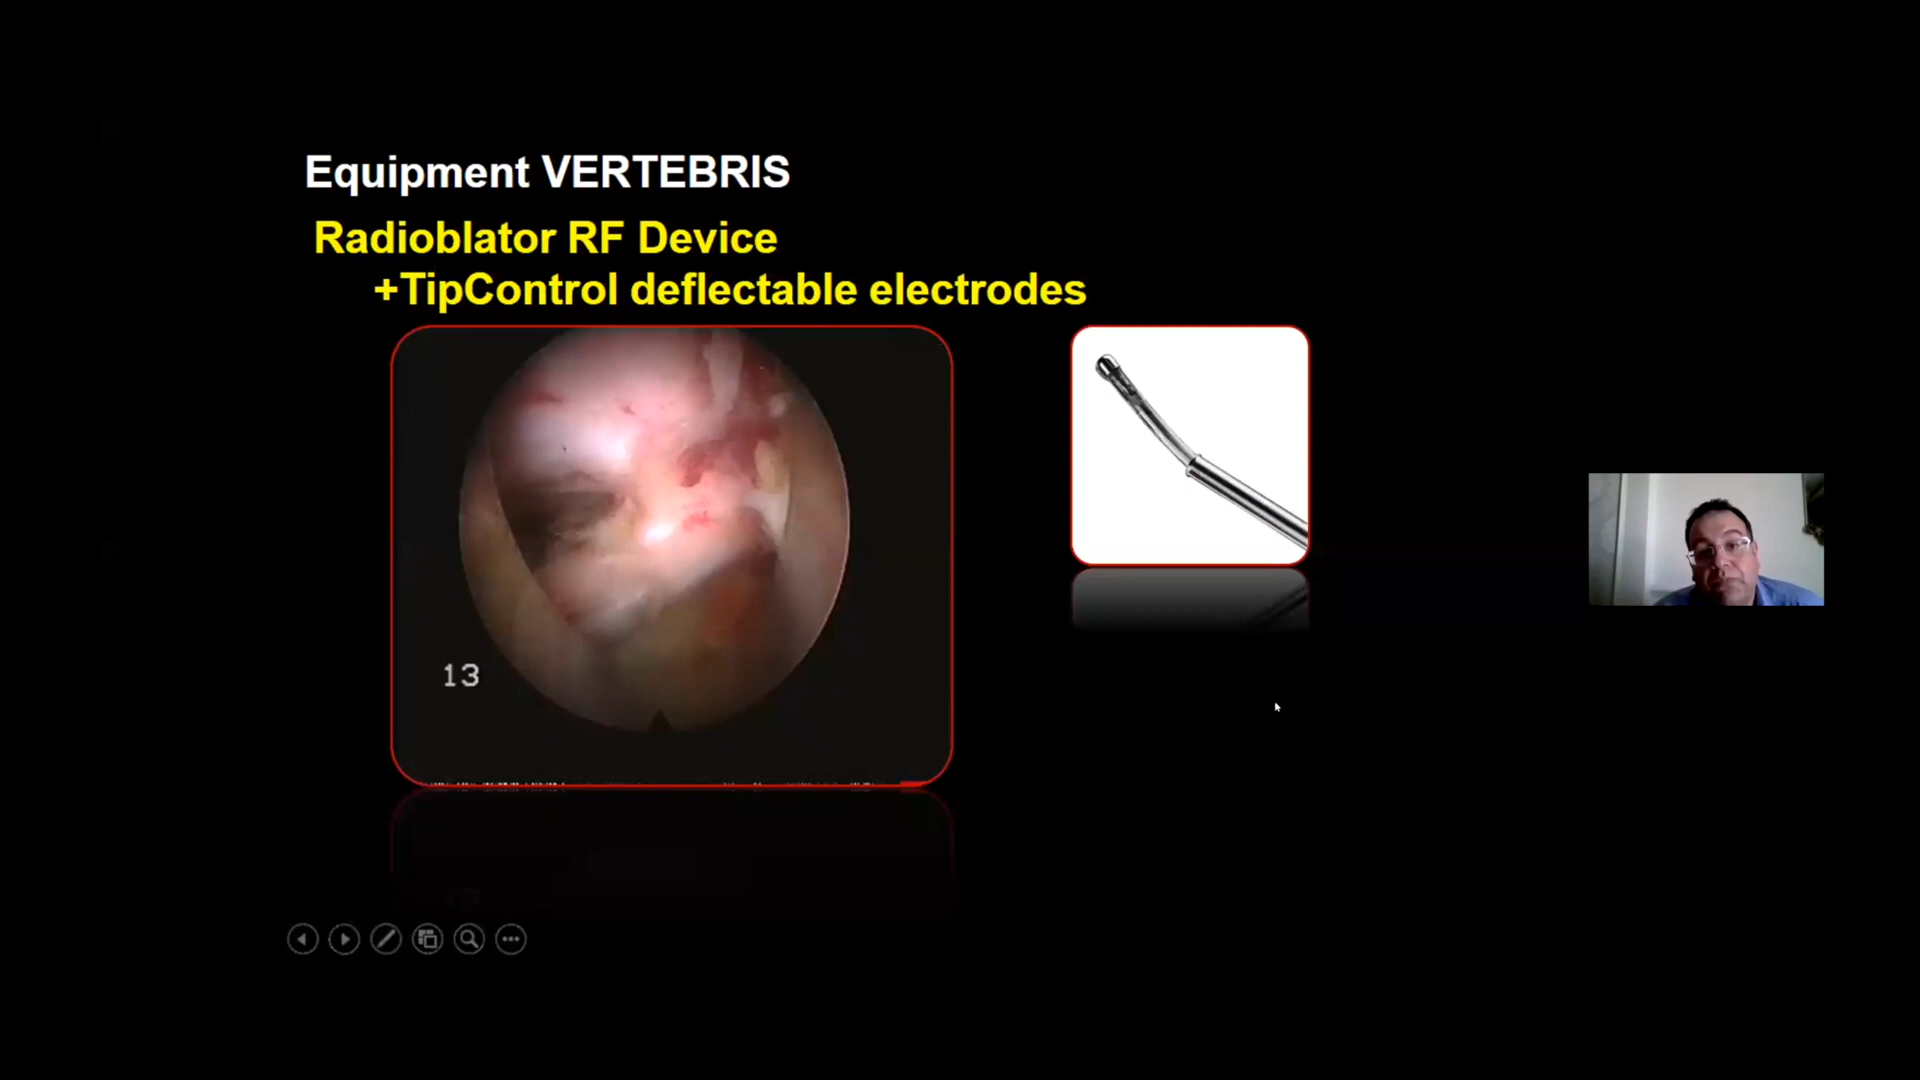 Equipment VERTEBRIS
Radioblator RF Device
+TipControl deflectable electrodes
13